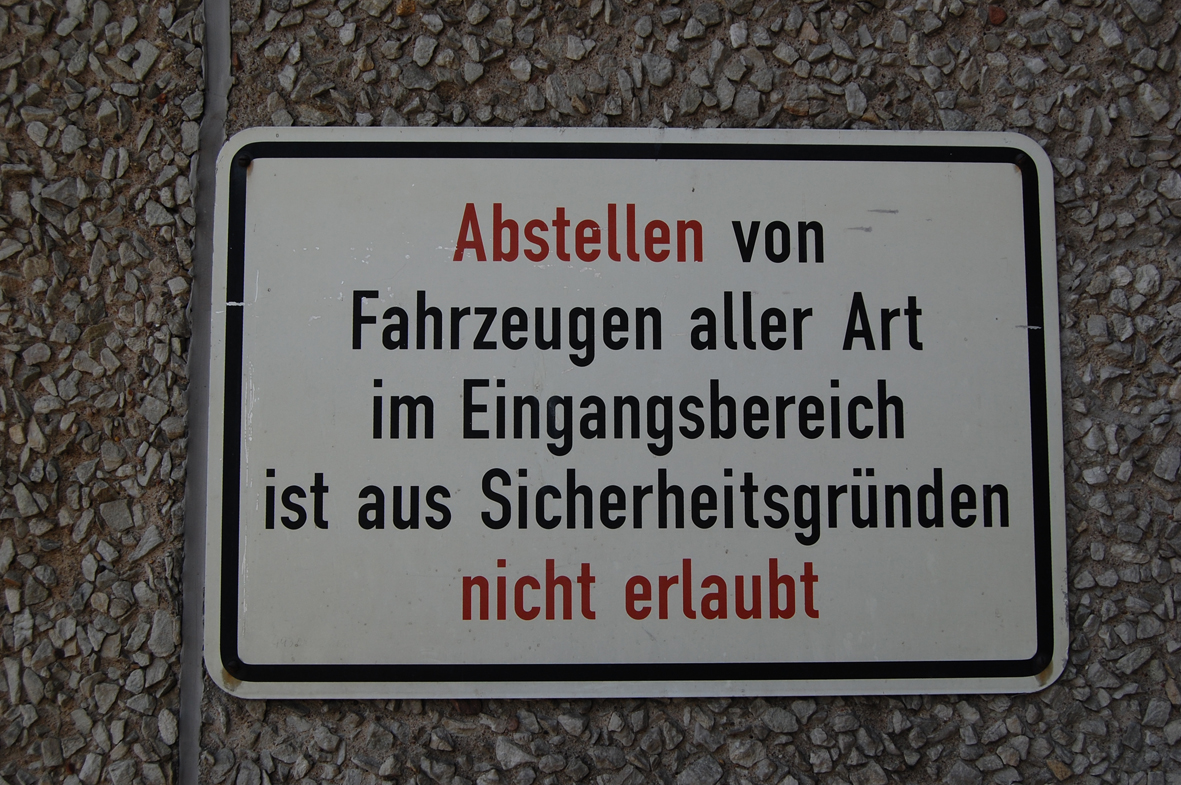 Abstellen von
Fahrzeugen aller Art
im Eingangsbereich
ist aus Sicherheitsgründen
nicht erlaubt